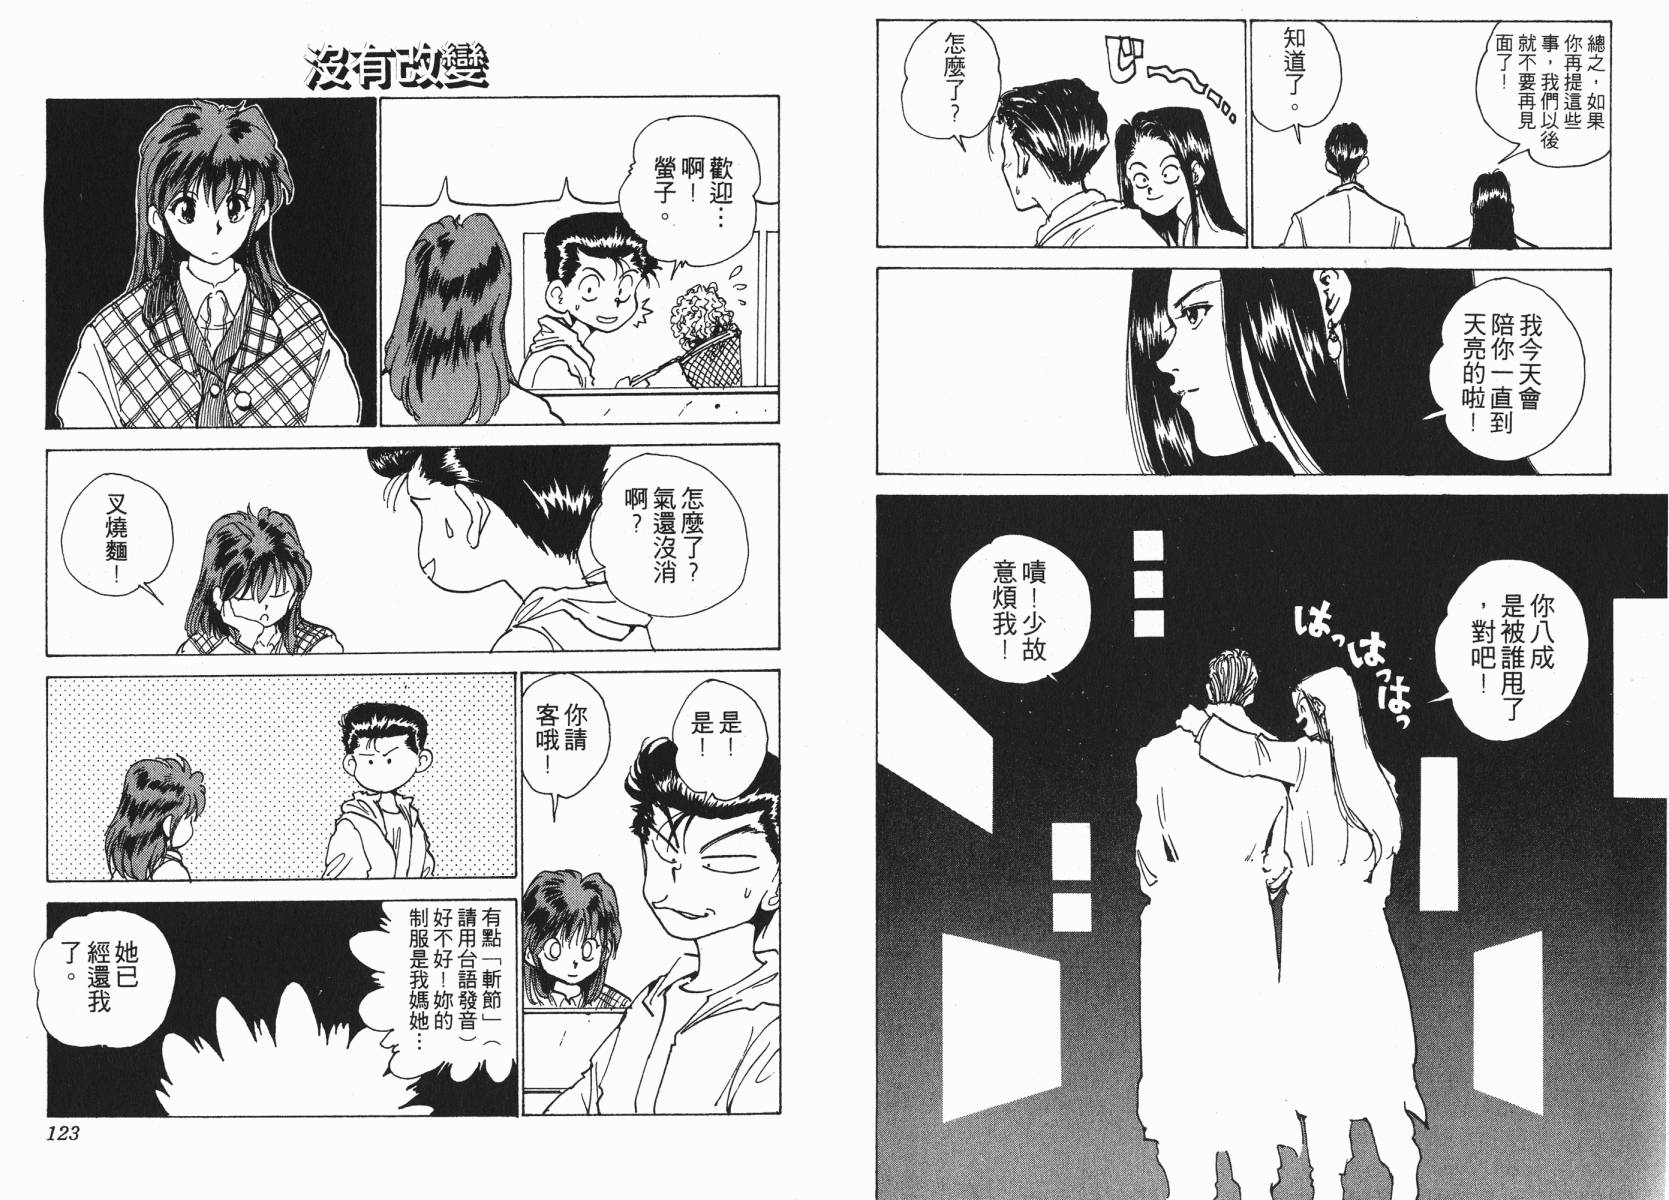 總之，如果
你再提這些
事，我們以後
就不要再見
面了！
知道了。
じ～…
怎麼了？
我今天會
陪你一直到
天亮的啦！
你八成
是被誰甩了
，對吧！
はっはっはっ
嘖！少故
意煩我！
沒有改變
歡迎…
啊！
螢子。
怎麼了？
氣還沒消
啊？
叉燒麵！
是！
是！
你請
客哦！
有點「斬節」（
請用台語發音）
好不好！妳的
制服是我媽她…
她已
經還我
了。
123